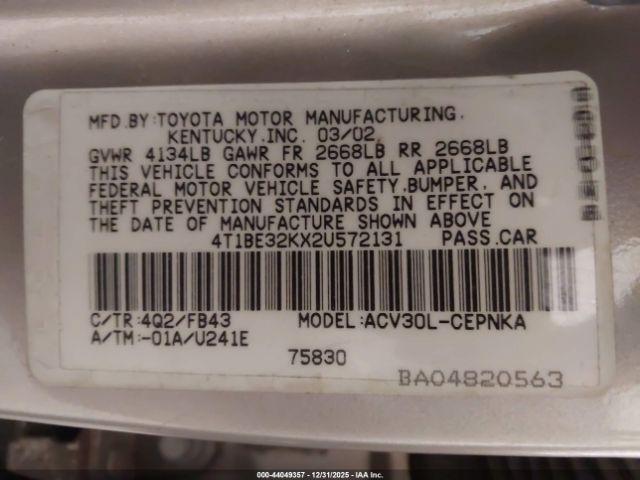 MFD.BY:TOYOTA MOTOR MANUFACTURING,
KENTUCKY,INC. 03/02
GVWR 4134LB GAWR FR 2668LB RR 2668LB
THIS VEHICLE CONFORMS TO ALL APPLICABLE
FEDERAL MOTOR VEHICLE SAFETY,BUMPER, AND
THEFT PREVENTION STANDARDS IN EFFECT ON
THE DATE OF MANUFACTURE SHOWN ABOVE
4T1BE32KX2U572131 PASS.CAR
C/TR:4Q2/FB43 MODEL:ACV30L-CEPNKA
A/TM:-01A/U241E
75830
BA04820563
000-44049357 - 12/31/2025 - IAA Inc.